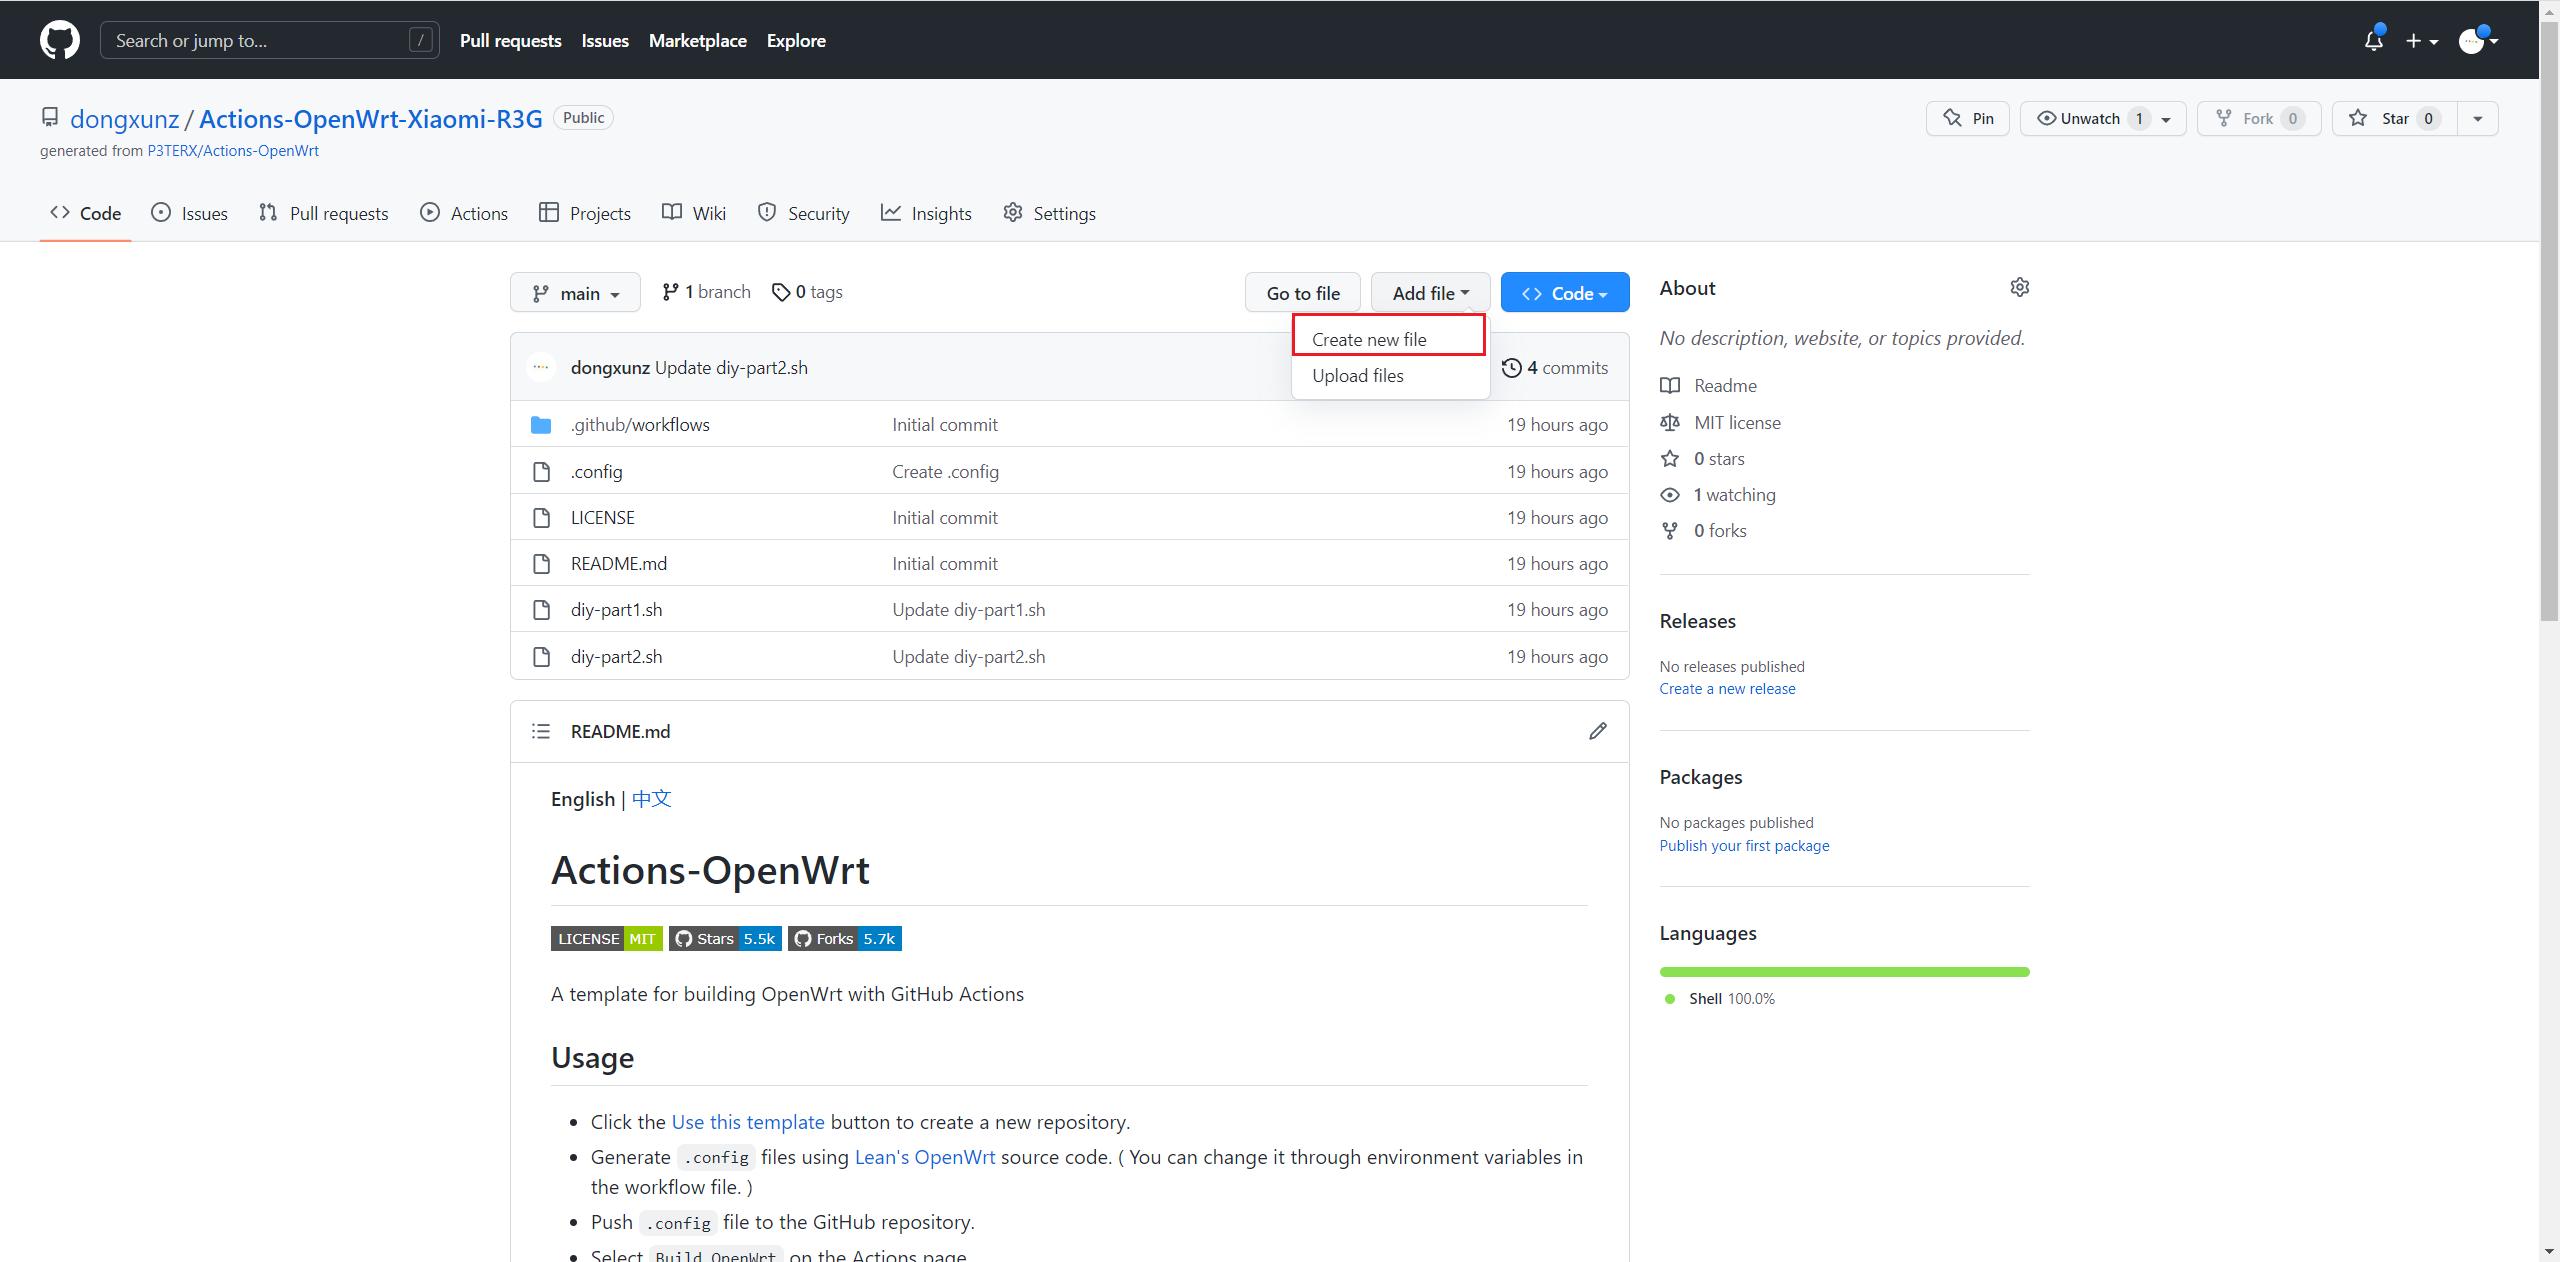 Search or jump to... /
Pull requests Issues Marketplace Explore
dongxunz / Actions-OpenWrt-Xiaomi-R3G Public
Pin Unwatch 1 Fork 0 Star 0
generated from P3TERX/Actions-OpenWrt
Code Issues Pull requests Actions Projects Wiki Security Insights Settings
main 1 branch 0 tags Go to file Add file Code
Create new file
Upload files
dongxunz Update diy-part2.sh 4 commits
.github/workflows Initial commit 19 hours ago
.config Create .config 19 hours ago
LICENSE Initial commit 19 hours ago
README.md Initial commit 19 hours ago
diy-part1.sh Update diy-part1.sh 19 hours ago
diy-part2.sh Update diy-part2.sh 19 hours ago
README.md
English | 中文
Actions-OpenWrt
LICENSE MIT Stars 5.5k Forks 5.7k
A template for building OpenWrt with GitHub Actions
Usage
Click the Use this template button to create a new repository.
Generate .config files using Lean's OpenWrt source code. ( You can change it through environment variables in
the workflow file. )
Push .config file to the GitHub repository.
Select Build OpenWrt on the Actions page.
About
No description, website, or topics provided.
Readme
MIT license
0 stars
1 watching
0 forks
Releases
No releases published
Create a new release
Packages
No packages published
Publish your first package
Languages
Shell 100.0%